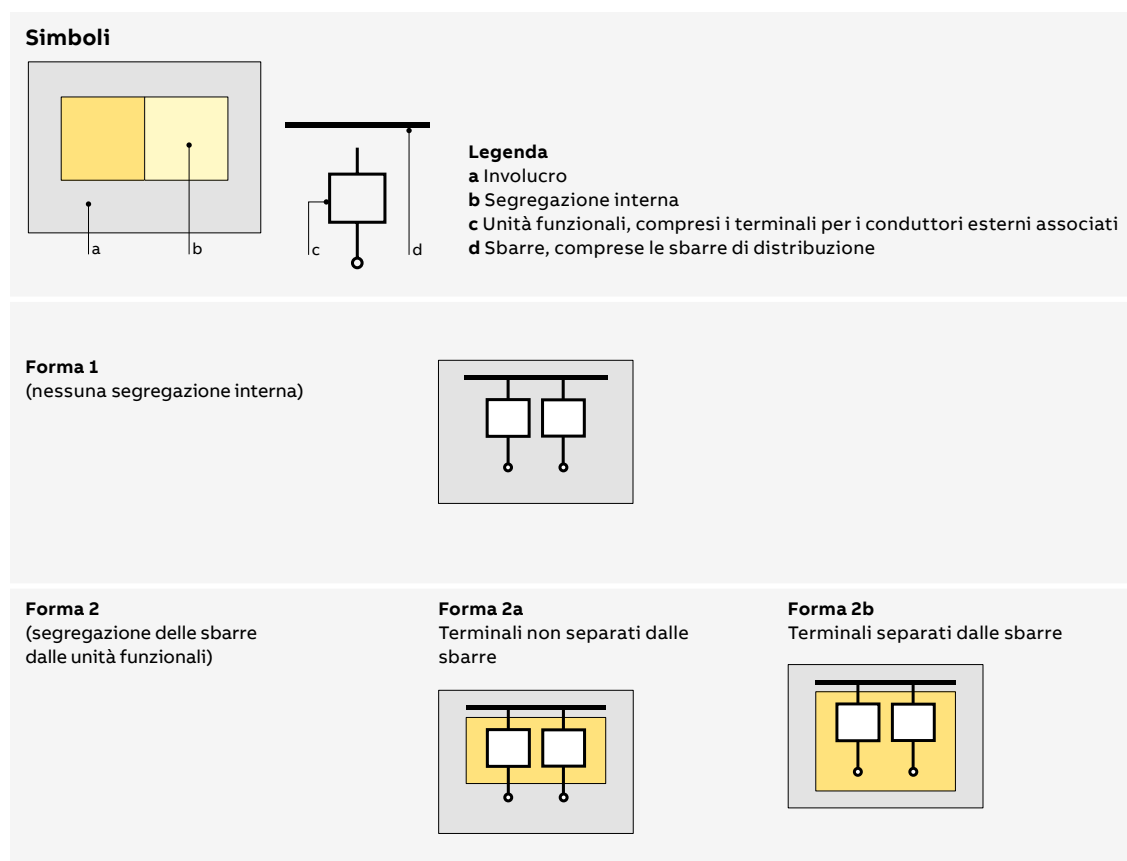 Simboli
a
b
c
d
Legenda
a Involucro
b Segregazione interna
c Unità funzionali, compresi i terminali per i conduttori esterni associati
d Sbarre, comprese le sbarre di distribuzione
Forma 1
(nessuna segregazione interna)
Forma 2
(segregazione delle sbarre
dalle unità funzionali)
Forma 2a
Terminali non separati dalle
sbarre
Forma 2b
Terminali separati dalle sbarre